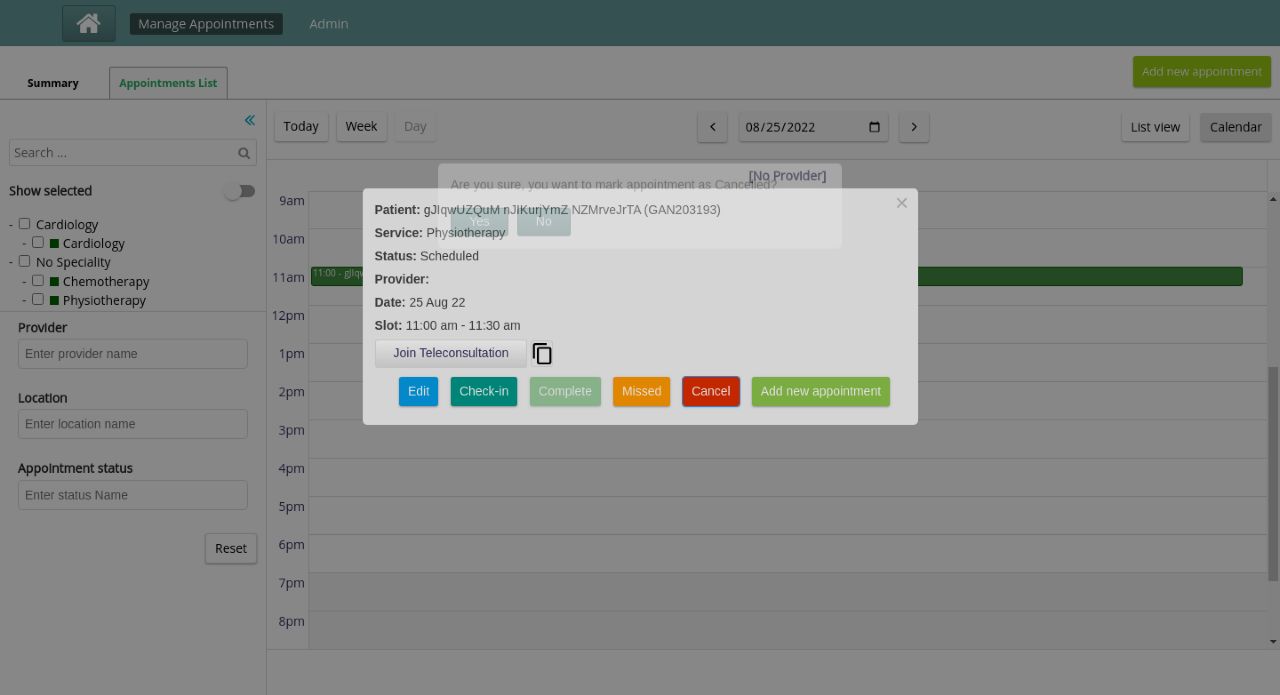 Manage Appointments Admin
Summary Appointments List Add new appointment
Today Week Day 08/25/2022 List view Calendar
Search ...
Show selected
- Cardiology
- Cardiology
- No Speciality
- Chemotherapy
- Physiotherapy
Provider
Enter provider name
Location
Enter location name
Appointment status
Enter status Name
Reset
[No Provider]
9am
10am
11am
12pm
1pm
2pm
3pm
4pm
5pm
6pm
7pm
8pm
11:00 - gJIqw
Are you sure, you want to mark appointment as Cancelled?
Yes No
Patient: gJIqwUZQuM nJIKurjYmZ NZMrveJrTA (GAN203193)
Service: Physiotherapy
Status: Scheduled
Provider:
Date: 25 Aug 22
Slot: 11:00 am - 11:30 am
Join Teleconsultation
Edit Check-in Complete Missed Cancel Add new appointment